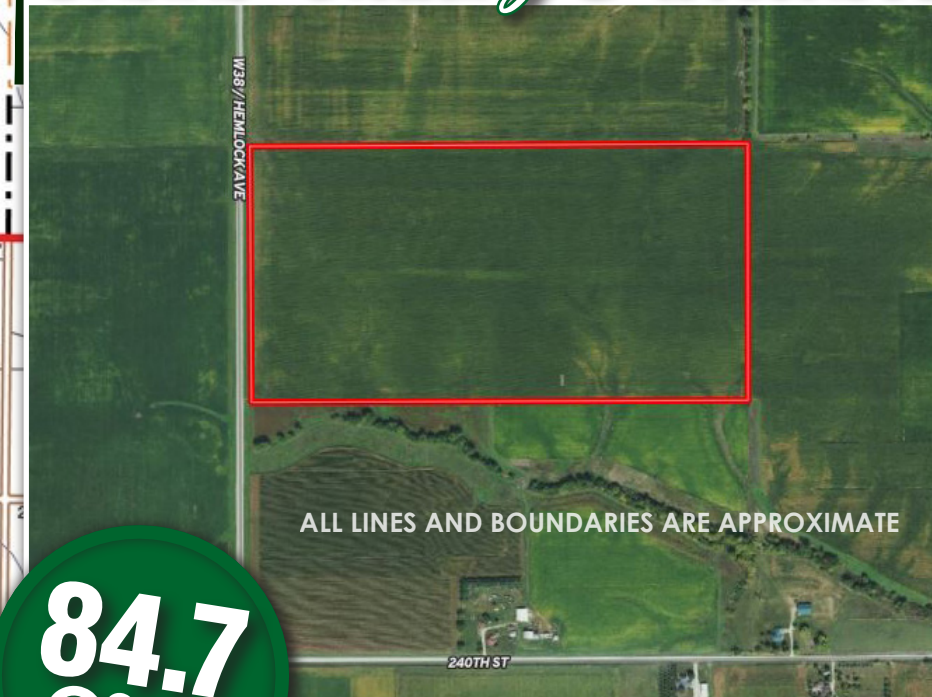 W38 / HEMLOCK AVE
ALL LINES AND BOUNDARIES ARE APPROXIMATE
84.7
240TH ST